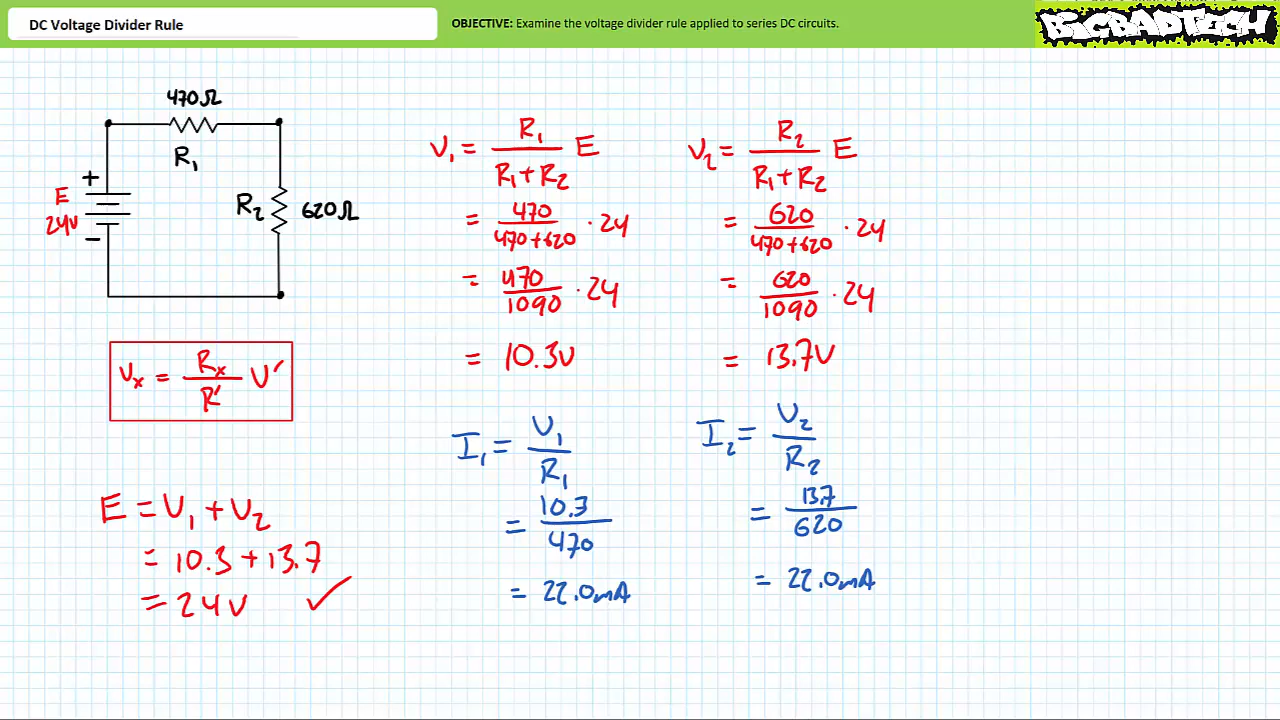 DC Voltage Divider Rule
OBJECTIVE: Examine the voltage divider rule applied to series DC circuits.
BIGBADTECH
470Ω
R1
+
E
24V
−
R2 620Ω
Vx = Rx/R' V'
E = V1 + V2
= 10.3 + 13.7
= 24V ✓
V1 = R1/(R1+R2) E
= 470/(470+620) · 24
= 470/1090 · 24
= 10.3V
I1 = V1/R1
= 10.3/470
= 22.0mA
V2 = R2/(R1+R2) E
= 620/(470+620) · 24
= 620/1090 · 24
= 13.7V
I2 = V2/R2
= 13.7/620
= 22.0mA